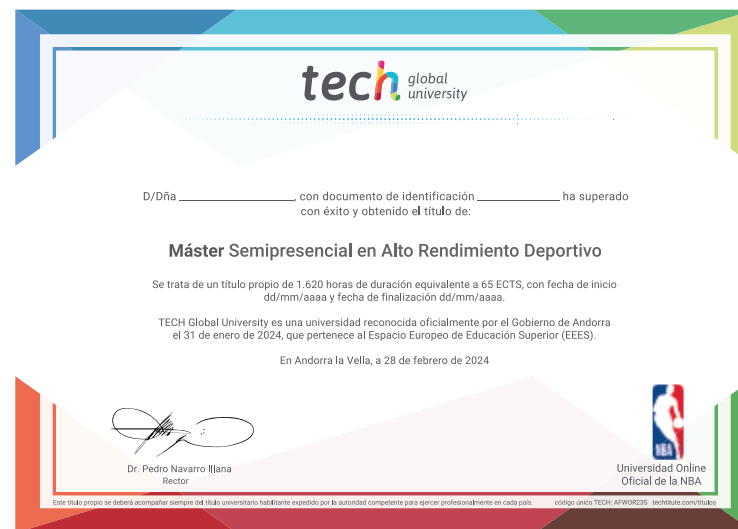 tech global
university
D/Dña ______________, con documento de identificación ______________ ha superado
con éxito y obtenido el título de:
Máster Semipresencial en Alto Rendimiento Deportivo
Se trata de un título propio de 1.620 horas de duración equivalente a 65 ECTS, con fecha de inicio
dd/mm/aaaa y fecha de finalización dd/mm/aaaa.
TECH Global University es una universidad reconocida oficialmente por el Gobierno de Andorra
el 31 de enero de 2024, que pertenece al Espacio Europeo de Educación Superior (EEES).
En Andorra la Vella, a 28 de febrero de 2024
Dr. Pedro Navarro Illana
Rector
NBA
Universidad Online
Oficial de la NBA
Este título propio se deberá acompañar siempre del título universitario habilitante expedido por la autoridad competente para ejercer profesionalmente en cada país. código único TECH: AFWOR23S techtitute.com/titulos